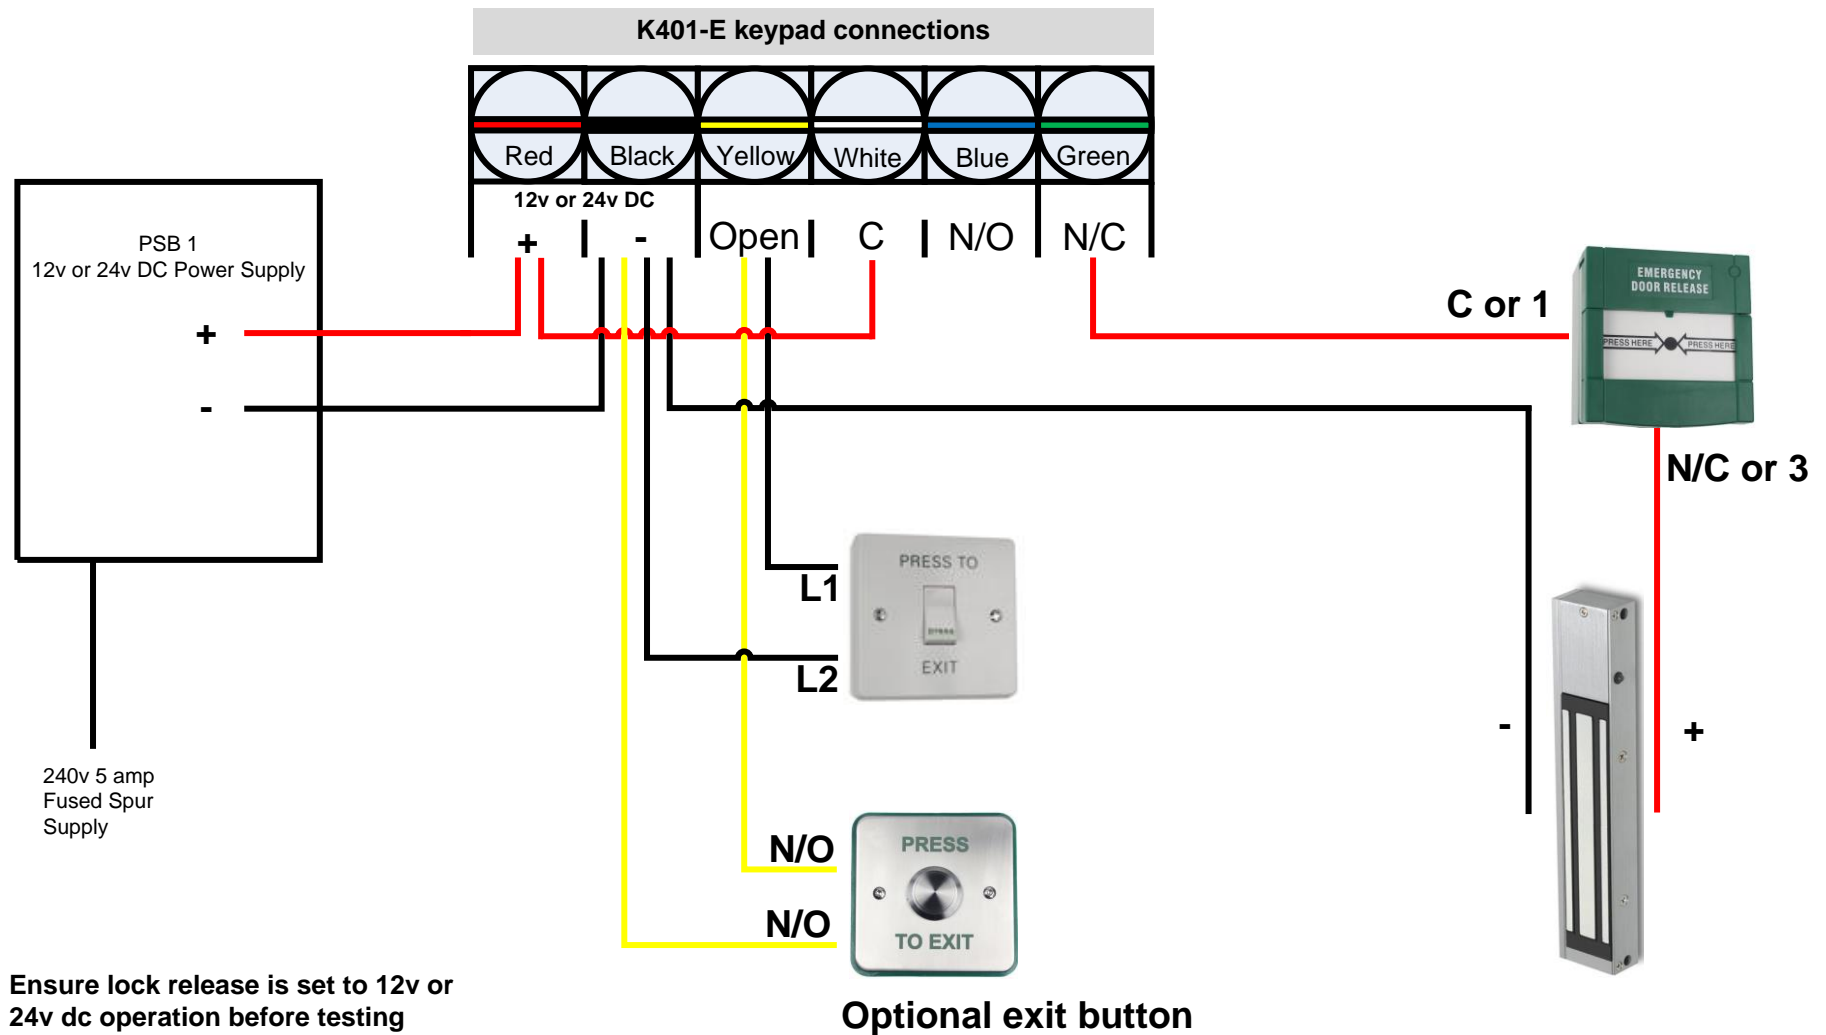 K401-E keypad connections
Red
Black
Yellow
White
Blue
Green
12v or 24v DC
+
-
Open
C
N/O
N/C
PSB 1
12v or 24v DC Power Supply
+
-
EMERGENCY
DOOR RELEASE
PRESS HERE
PRESS HERE
C or 1
N/C or 3
PRESS TO
press
EXIT
L1
L2
-
+
240v 5 amp
Fused Spur
Supply
N/O
N/O
PRESS
TO EXIT
Ensure lock release is set to 12v or
24v dc operation before testing
Optional exit button